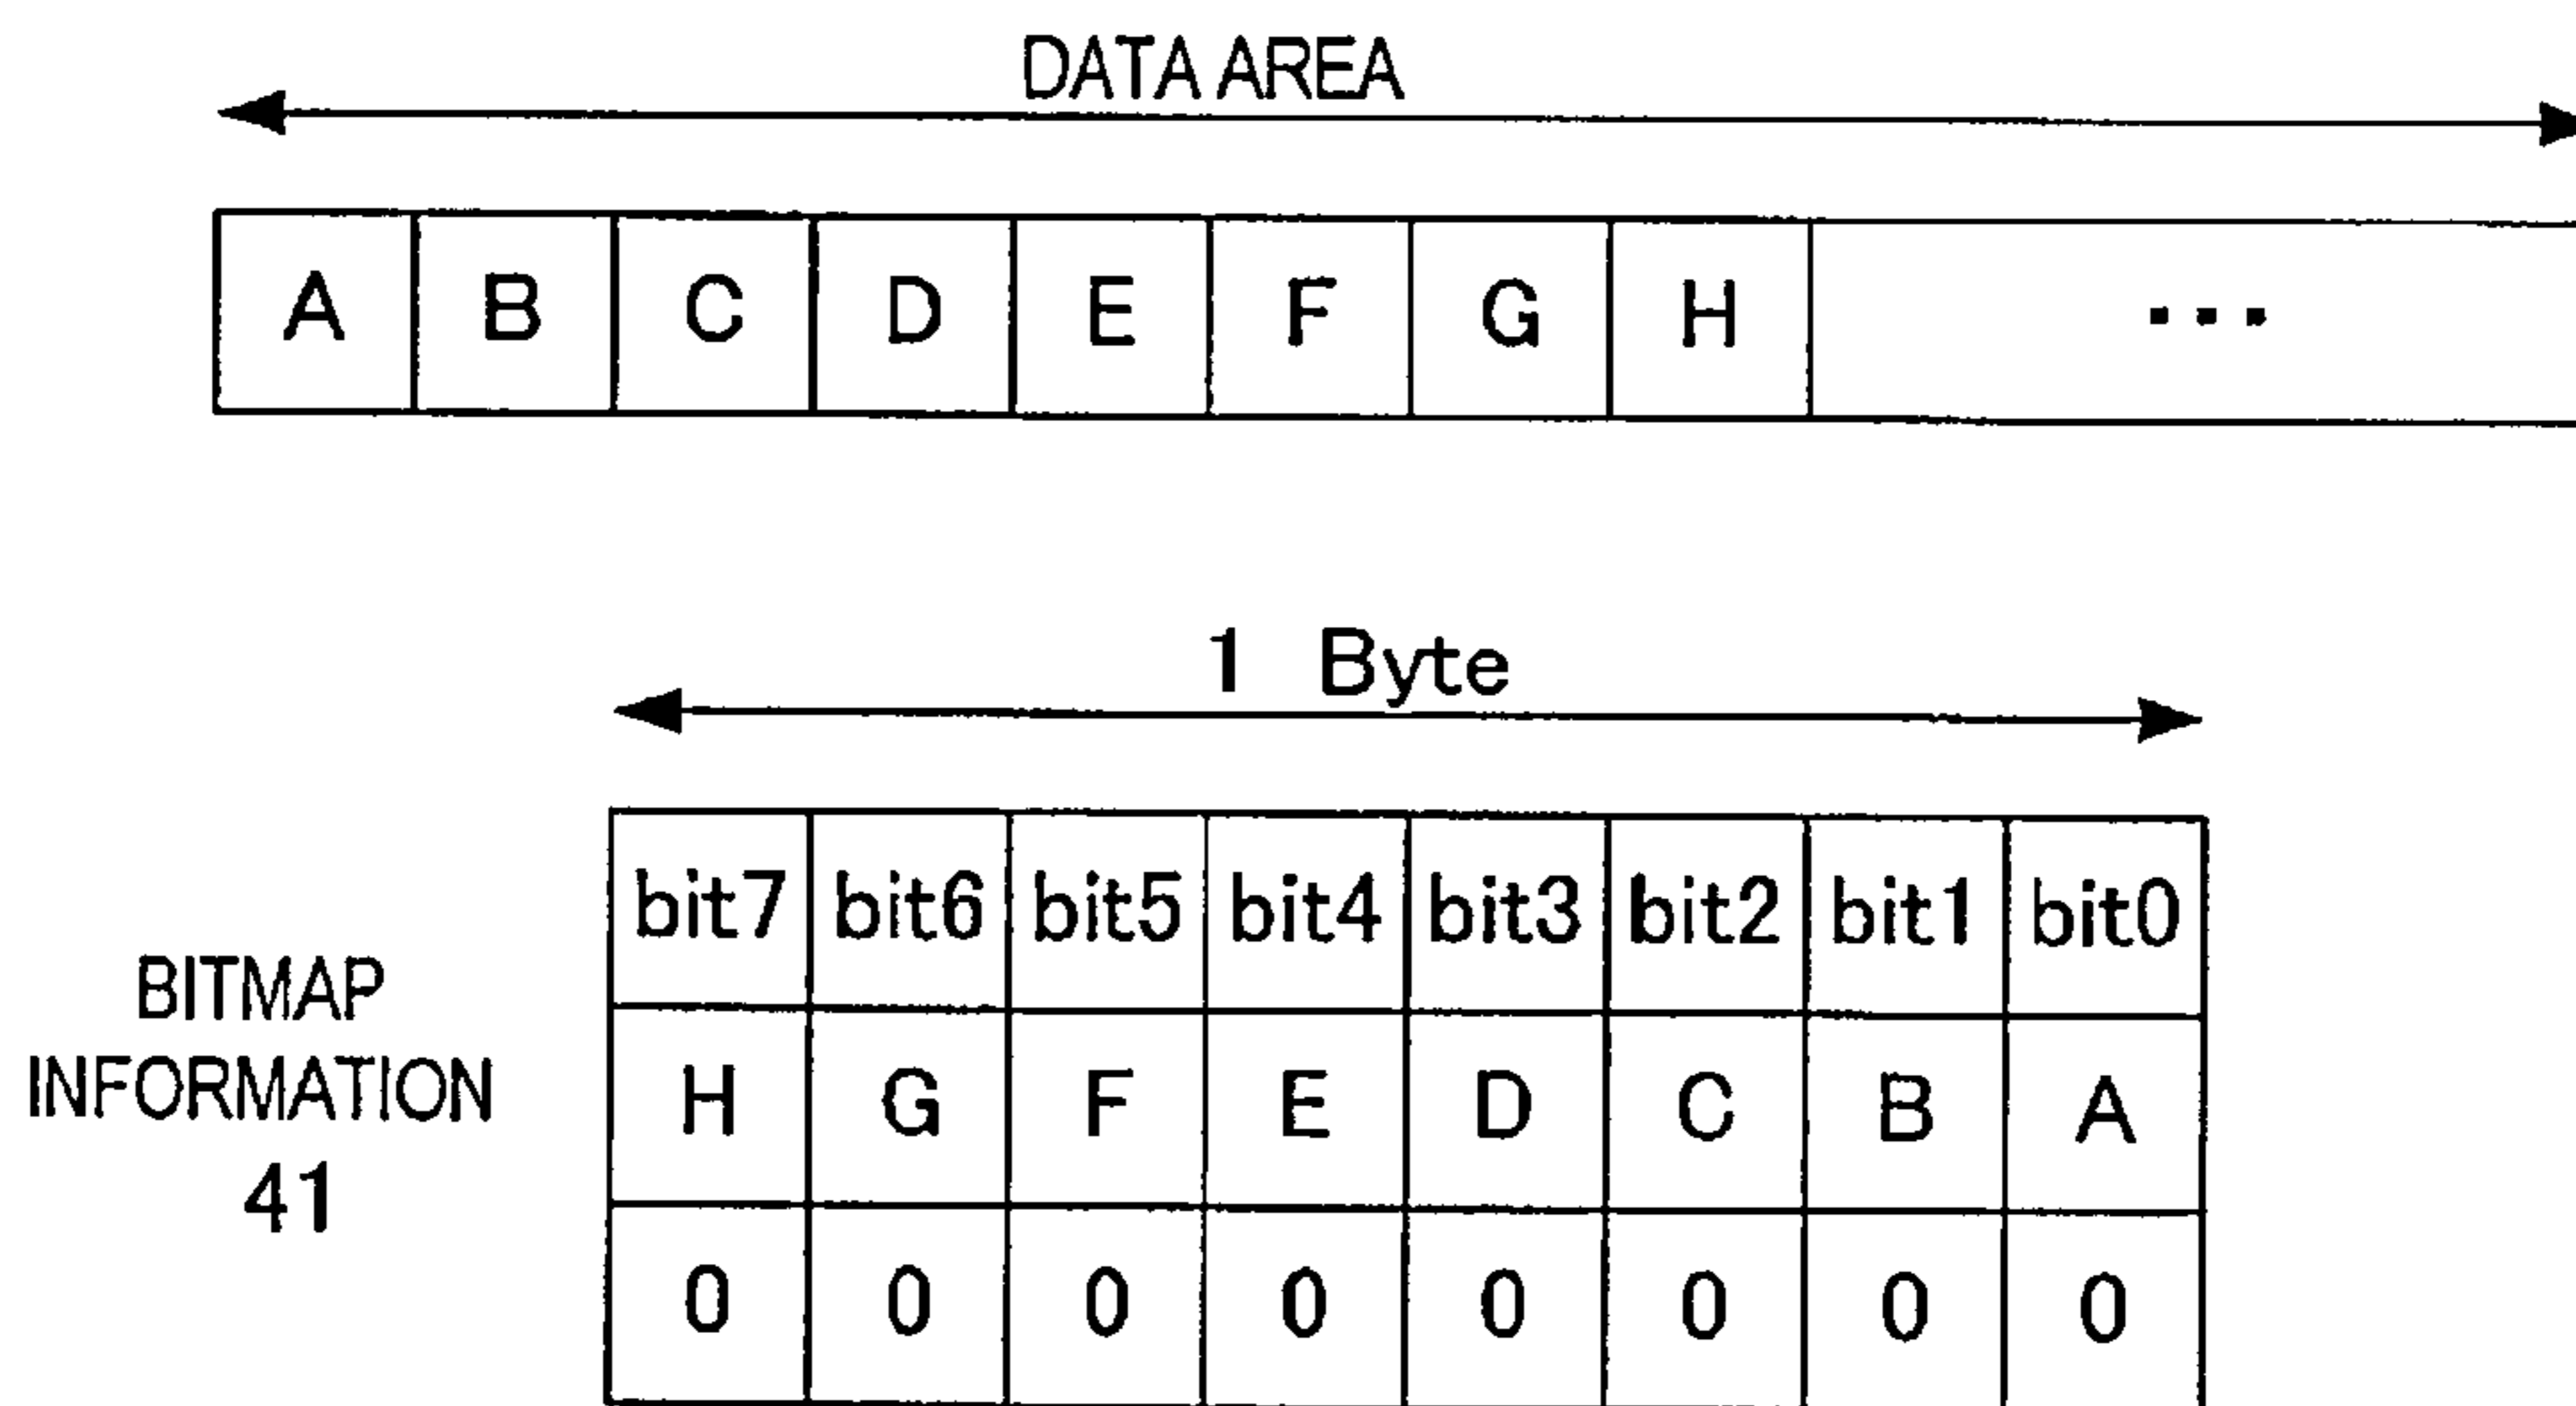 DATA AREA
A B C D E F G H ...
1 Byte
bit7 bit6 bit5 bit4 bit3 bit2 bit1 bit0
H G F E D C B A
0 0 0 0 0 0 0 0
BITMAP
INFORMATION
41